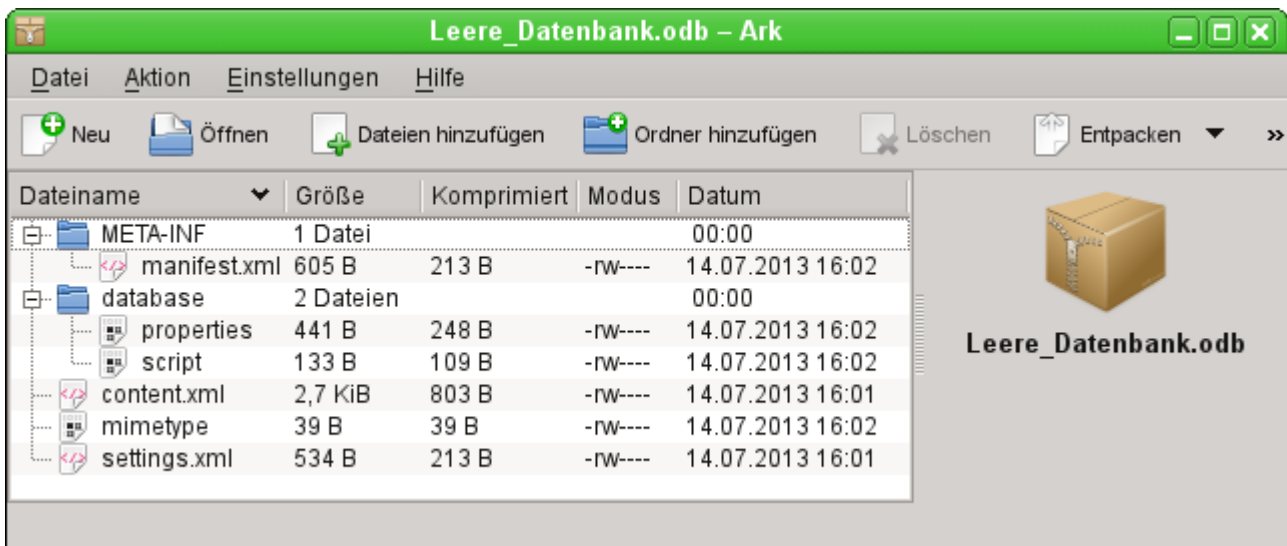 Leere_Datenbank.odb – Ark
Datei Aktion Einstellungen Hilfe
Neu Öffnen Dateien hinzufügen Ordner hinzufügen Löschen Entpacken »
Dateiname Größe Komprimiert Modus Datum
META-INF 1 Datei 00:00
manifest.xml 605 B 213 B -rw---- 14.07.2013 16:02
database 2 Dateien 00:00
properties 441 B 248 B -rw---- 14.07.2013 16:02
script 133 B 109 B -rw---- 14.07.2013 16:02
content.xml 2,7 KiB 803 B -rw---- 14.07.2013 16:01
mimetype 39 B 39 B -rw---- 14.07.2013 16:02
settings.xml 534 B 213 B -rw---- 14.07.2013 16:01
Leere_Datenbank.odb